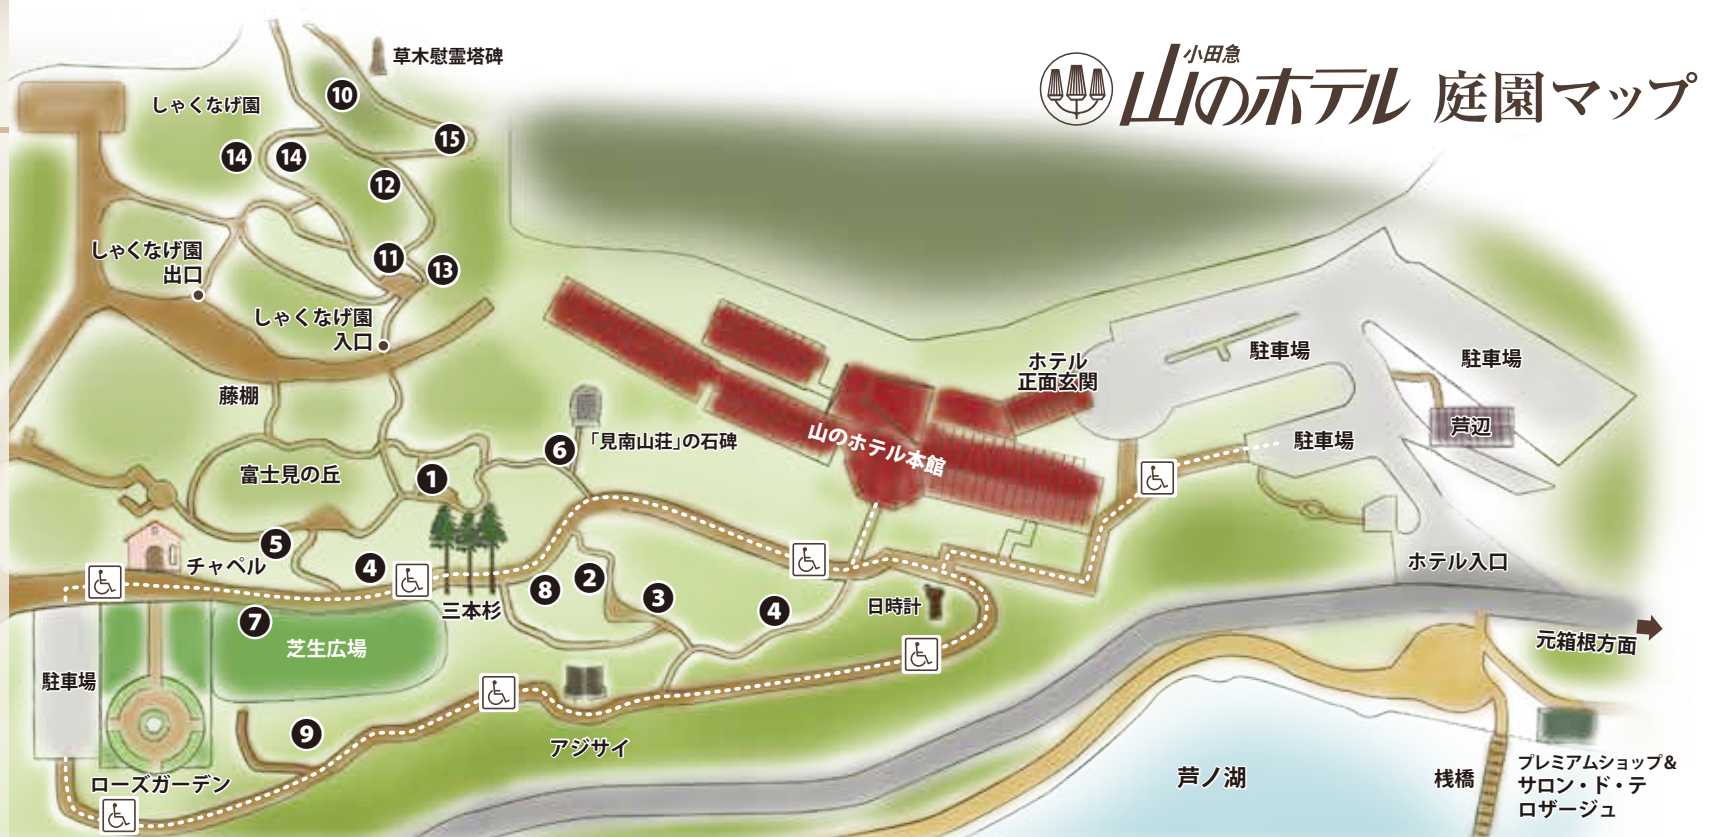 小田急
山のホテル 庭園マップ
草木慰霊塔碑
しゃくなげ園
10
15
14
14
12
しゃくなげ園
出口
11
13
しゃくなげ園
入口
藤棚
ホテル
正面玄関
駐車場
駐車場
芦辺
駐車場
「見南山荘」の石碑
6
山のホテル本館
富士見の丘
1
5
チャペル
4
三本杉
8
2
3
4
日時計
ホテル入口
元箱根方面
7
芝生広場
駐車場
9
アジサイ
ローズガーデン
芦ノ湖
桟橋
プレミアムショップ&
サロン・ド・テ
ロザージュ